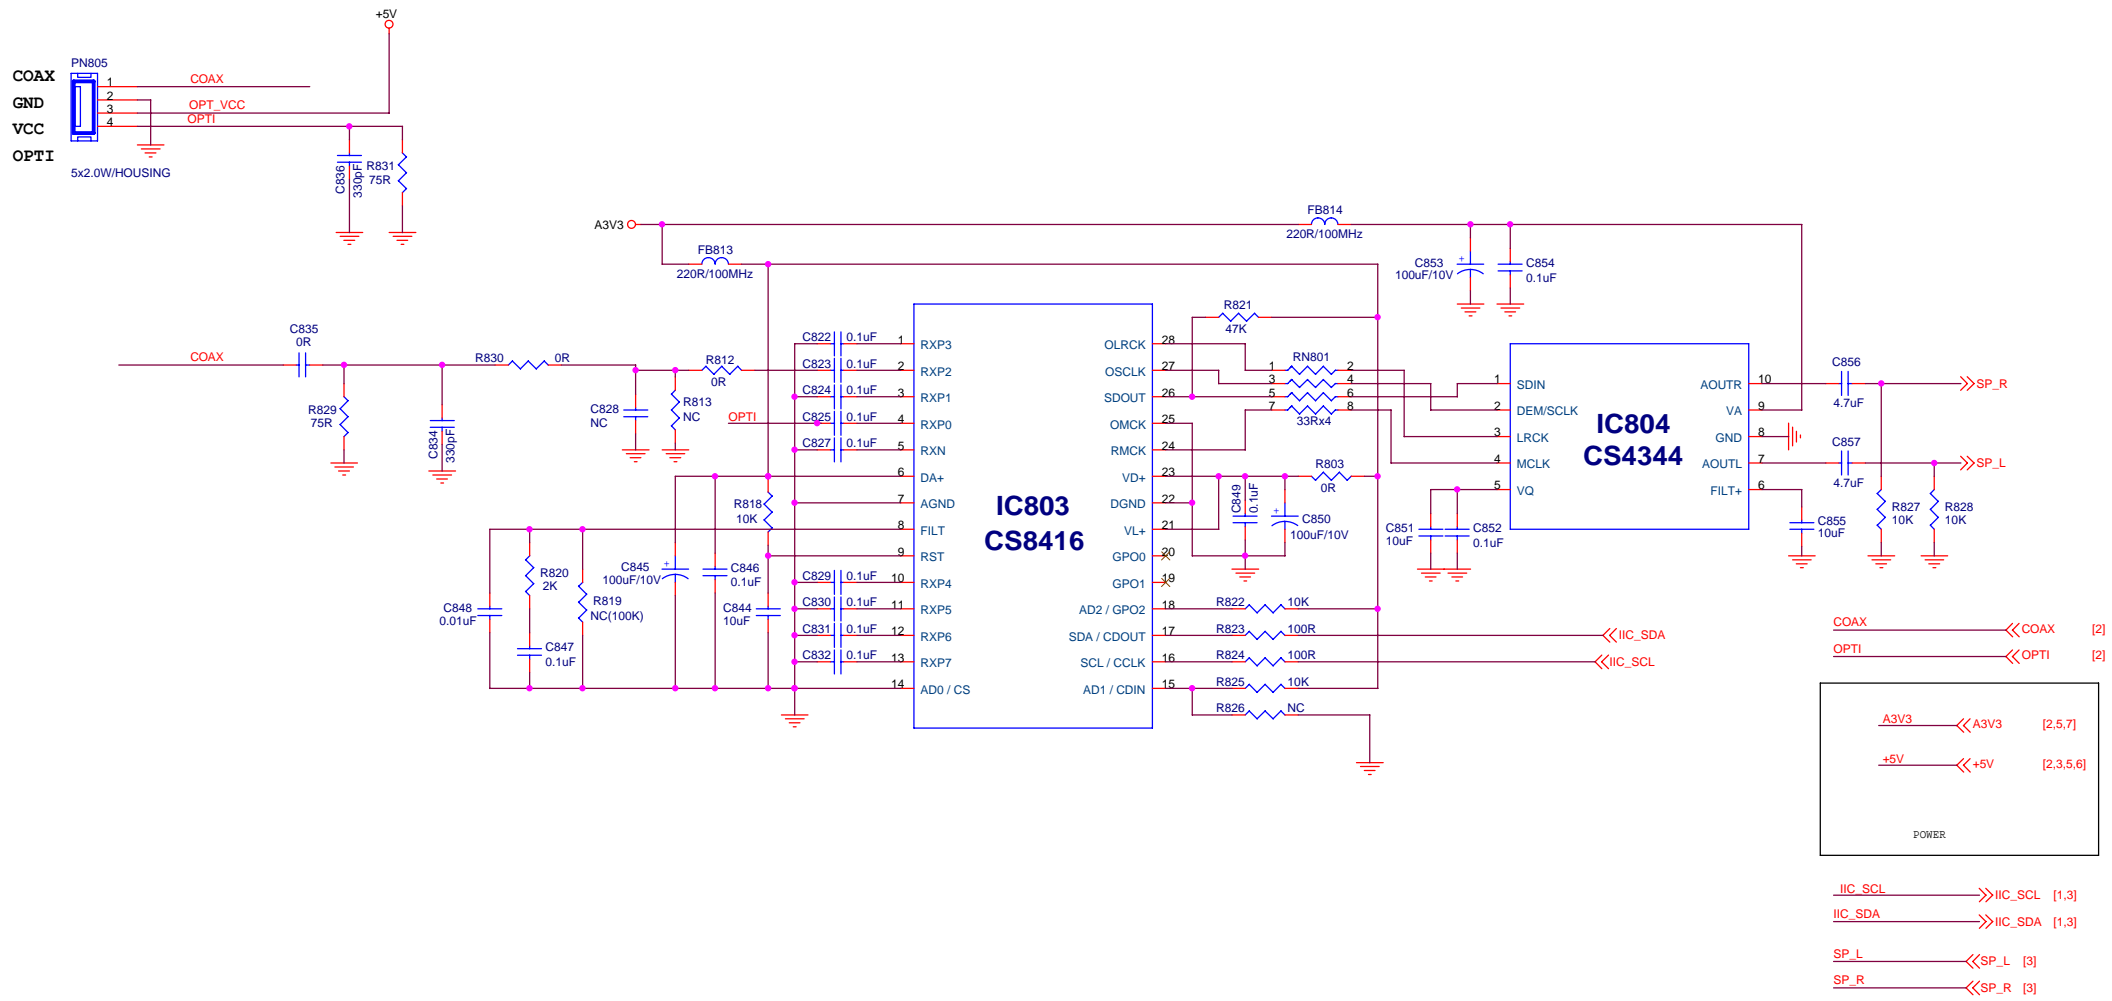 +5V
PN805
COAX
GND
VCC
OPTI
1
2
3
4
COAX
OPT_VCC
OPTI
5x2.0W/HOUSING
C836
330pF
R831
75R
A3V3
FB813
220R/100MHz
FB814
220R/100MHz
C853
100uF/10V
+
C854
0.1uF
COAX
C835
0R
R829
75R
C834
330pF
R830
0R
C828
NC
R812
0R
R813
NC
OPTI
C822
0.1uF
C823
0.1uF
C824
0.1uF
C825
0.1uF
C827
0.1uF
R818
10K
R820
2K
R819
NC(100K)
C848
0.01uF
C847
0.1uF
C845
100uF/10V
+
C846
0.1uF
C844
10uF
C829
0.1uF
C830
0.1uF
C831
0.1uF
C832
0.1uF
IC803
CS8416
1 RXP3
2 RXP2
3 RXP1
4 RXP0
5 RXN
6 DA+
7 AGND
8 FILT
9 RST
10 RXP4
11 RXP5
12 RXP6
13 RXP7
14 AD0 / CS
OLRCK 28
OSCLK 27
SDOUT 26
OMCK 25
RMCK 24
VD+ 23
DGND 22
VL+ 21
GPO0 20
GPO1 19
AD2 / GPO2 18
SDA / CDOUT 17
SCL / CCLK 16
AD1 / CDIN 15
R821
47K
RN801
1 2
3 4
5 6
7 8
33Rx4
R803
0R
C849
0.1uF
+
C850
100uF/10V
R822 10K
R823 100R
R824 100R
R825 10K
R826 NC
IIC_SDA
IIC_SCL
IC804
CS4344
1 SDIN
2 DEM/SCLK
3 LRCK
4 MCLK
5 VQ
AOUTR 10
VA 9
GND 8
AOUTL 7
FILT+ 6
C851
10uF
C852
0.1uF
C856
4.7uF
C857
4.7uF
C855
10uF
R827
10K
R828
10K
SP_R
SP_L
COAX COAX [2]
OPTI OPTI [2]
A3V3 A3V3 [2,5,7]
+5V +5V [2,3,5,6]
POWER
IIC_SCL IIC_SCL [1,3]
IIC_SDA IIC_SDA [1,3]
SP_L SP_L [3]
SP_R SP_R [3]